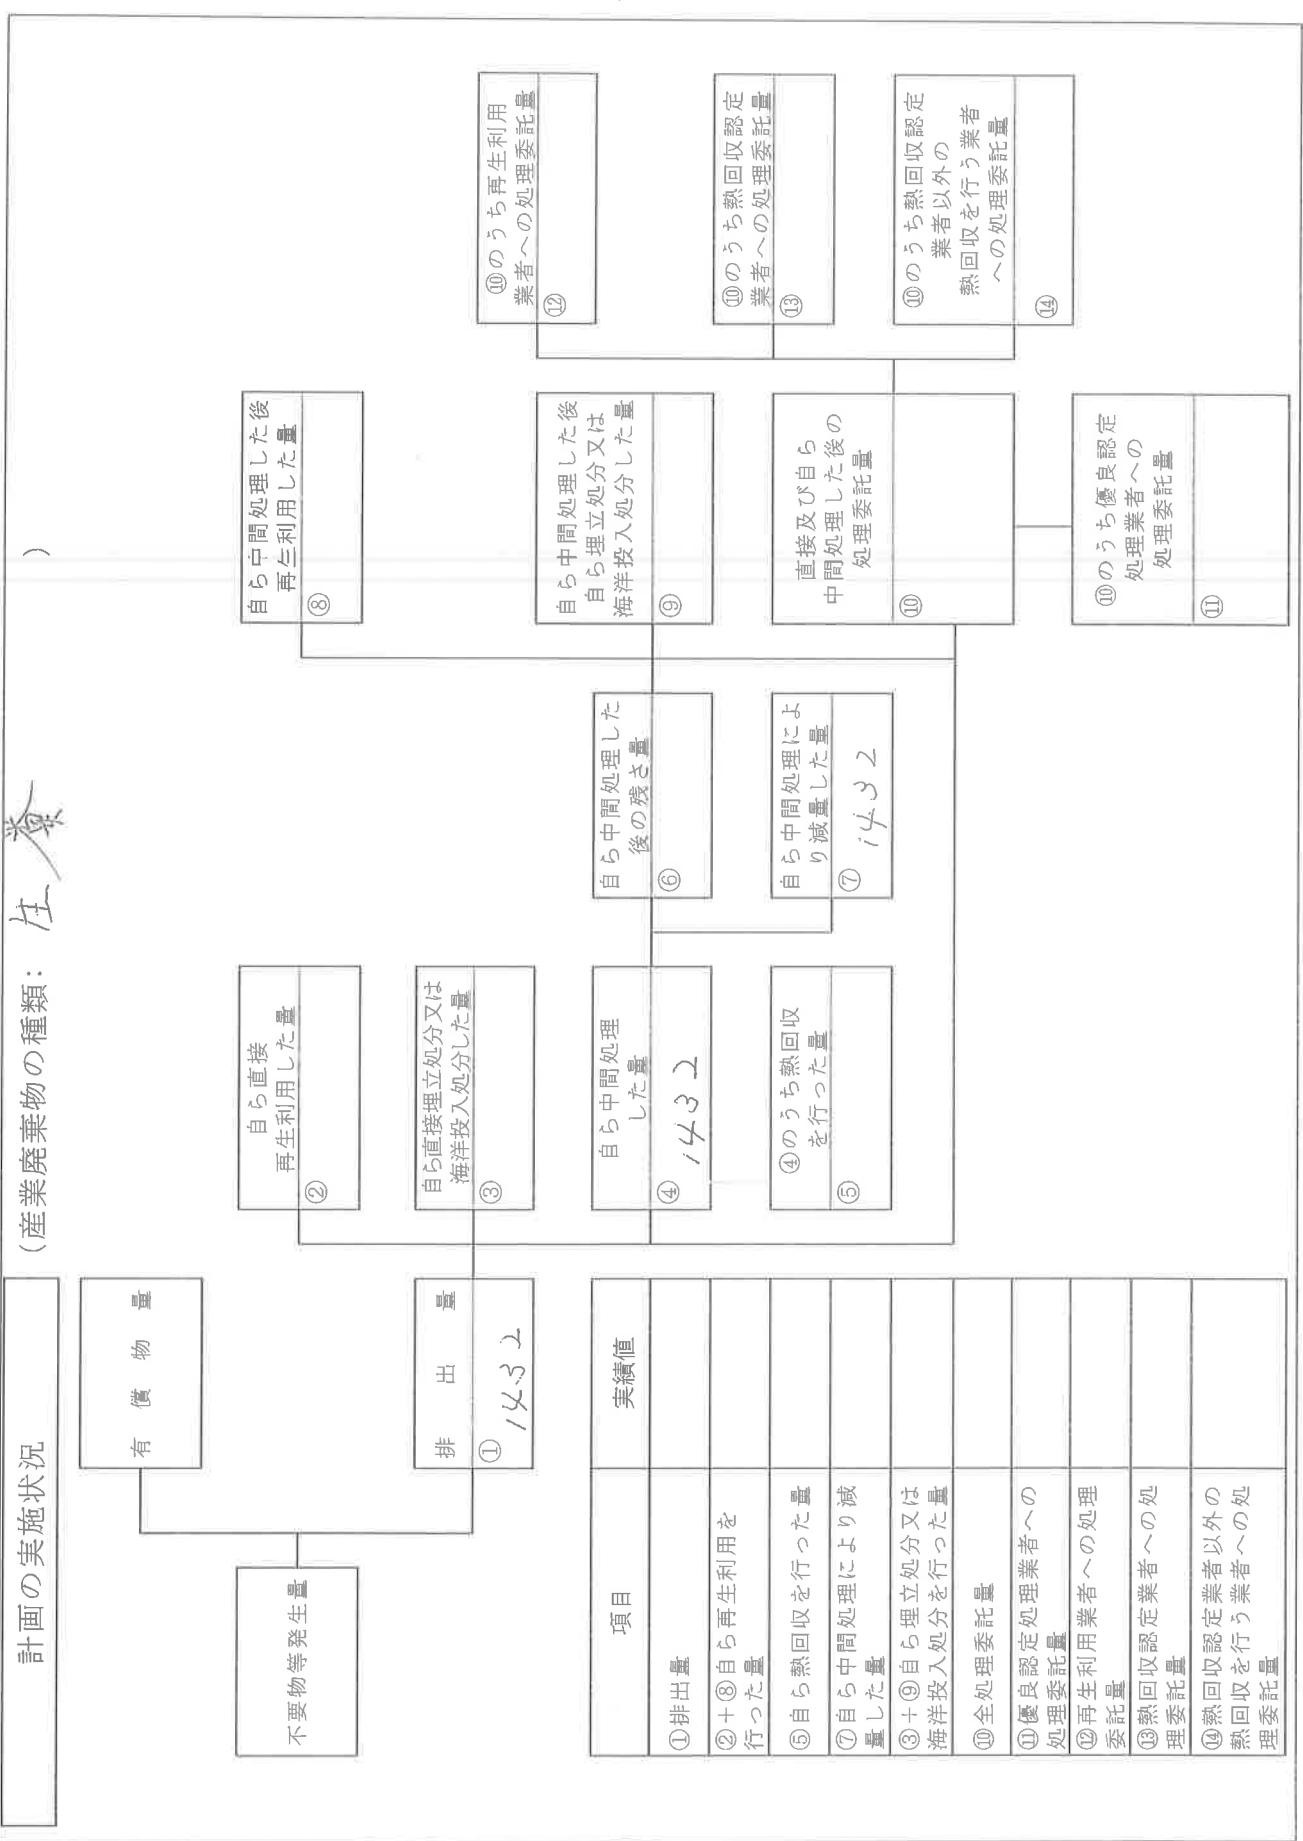 計画の実施状況
(産業廃棄物の種類: )
有償物量
不要物等発生量
排出量
① 1432
自ら直接
再生利用した量
②
自ら直接埋立処分又は
海洋投入処分した量
③
自ら中間処理
した量
④ 1432
④のうち熱回収
を行った量
⑤
自ら中間処理した
後の残さ量
⑥
自ら中間処理によ
り減量した量
⑦ 1432
自ら中間処理した後
再生利用した量
⑧
自ら中間処理した後
自ら埋立処分又は
海洋投入処分した量
⑨
直接及び自ら
中間処理した後の
処理委託量
⑩
⑩のうち優良認定
処理業者への
処理委託量
⑪
⑩のうち再生利用
業者への処理委託量
⑫
⑩のうち熱回収認定
業者への処理委託量
⑬
⑩のうち熱回収認定
業者以外の
熱回収を行う業者
への処理委託量
⑭
項目 実績値
①排出量
②+⑧自ら再生利用を
行った量
⑤自ら熱回収を行った量
⑦自ら中間処理により減
量した量
③+⑨自ら埋立処分又は
海洋投入処分を行った量
⑩全処理委託量
⑪優良認定処理業者への
処理委託量
⑫再生利用業者への処理
委託量
⑬熱回収認定業者への処
理委託量
⑭熱回収認定業者以外の
熱回収を行う業者への処
理委託量